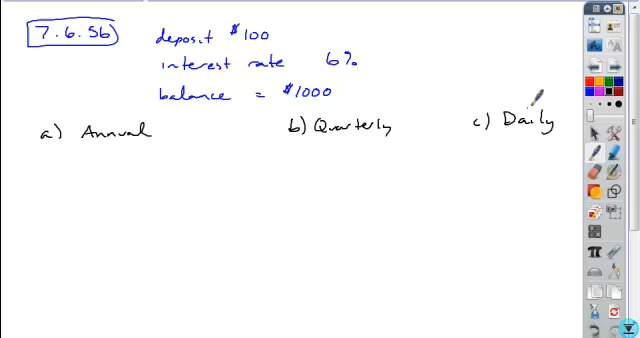 7.6.56
deposit $100
interest rate 6%
balance = $1000
a) Annual
b) Quarterly
c) Daily